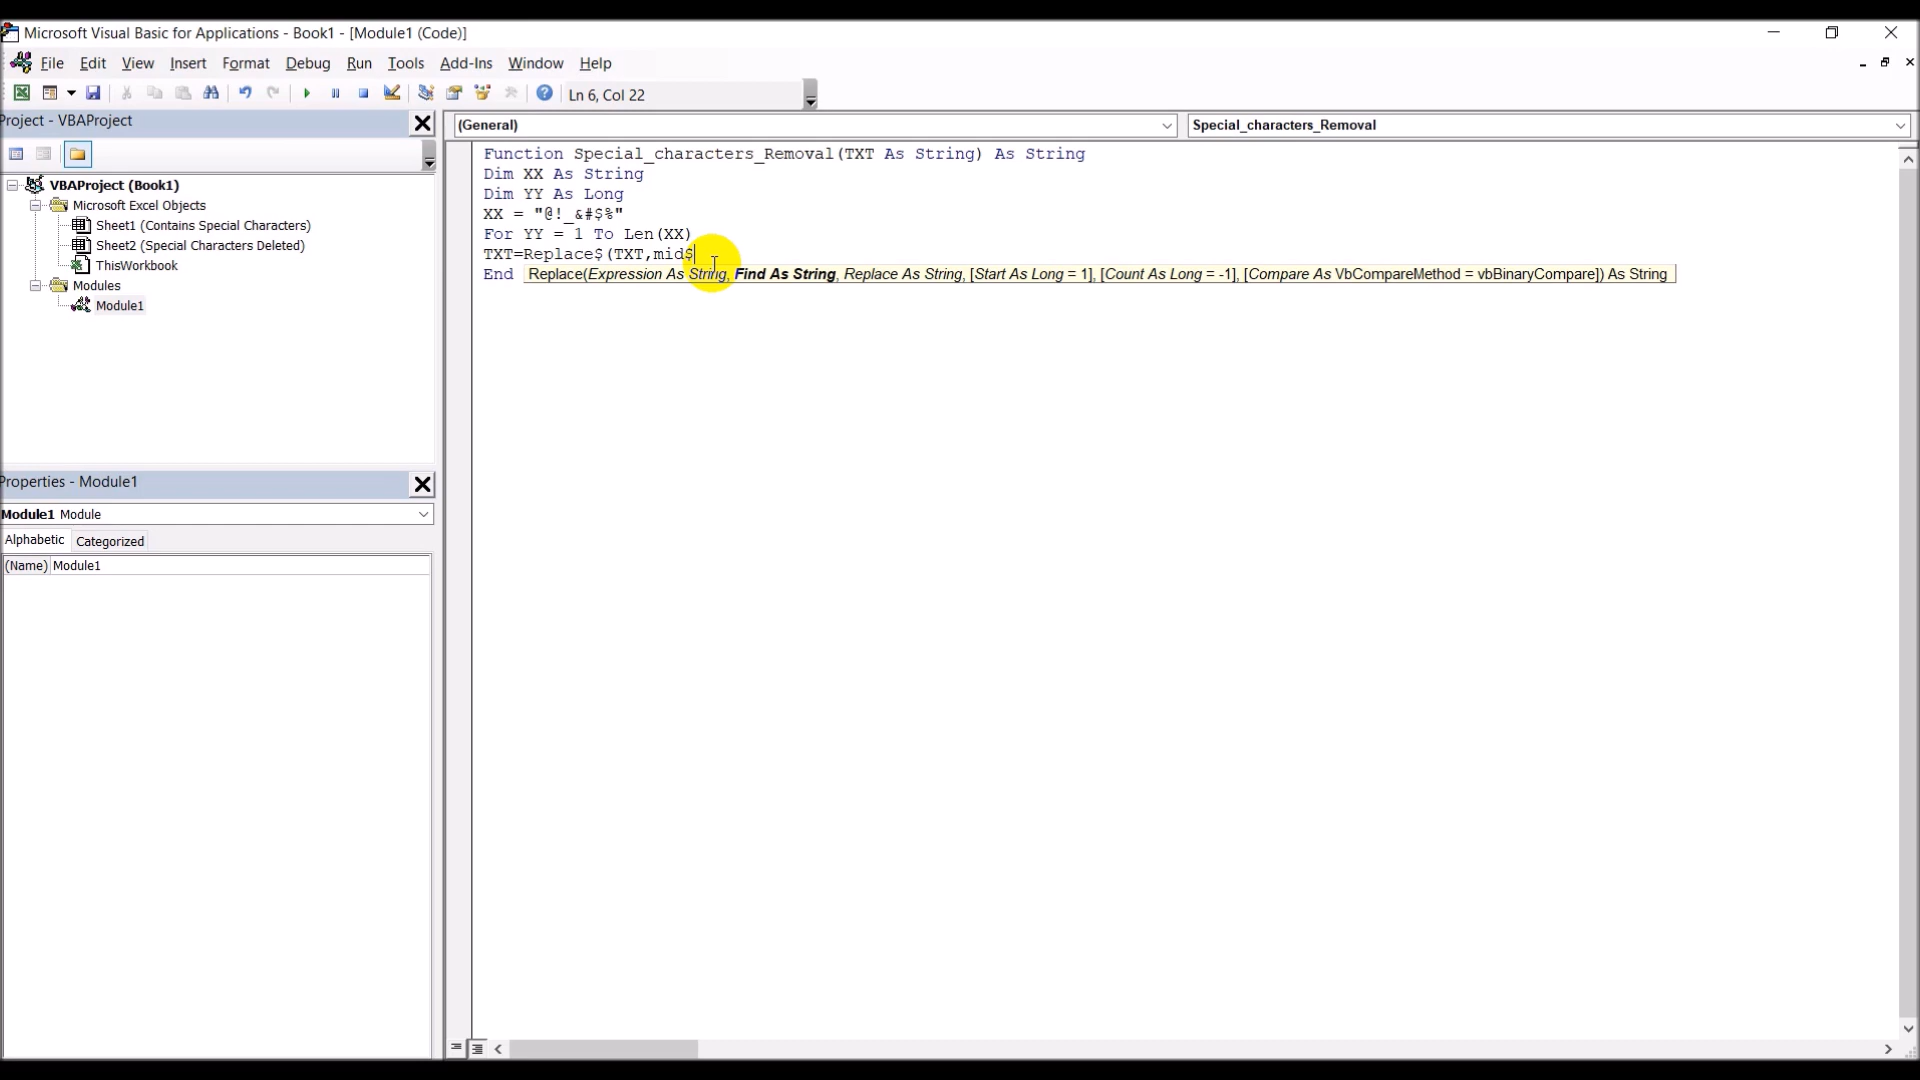 Microsoft Visual Basic for Applications - Book1 - [Module1 (Code)]
File Edit View Insert Format Debug Run Tools Add-Ins Window Help
Ln 6, Col 22
Project - VBAProject
VBAProject (Book1)
Microsoft Excel Objects
Sheet1 (Contains Special Characters)
Sheet2 (Special Characters Deleted)
ThisWorkbook
Modules
Module1
Properties - Module1
Module1 Module
Alphabetic Categorized
(Name) Module1
(General) Special_characters_Removal
Function Special_characters_Removal(TXT As String) As String
Dim XX As String
Dim YY As Long
XX = "@!_&#$%"
For YY = 1 To Len(XX)
TXT=Replace$(TXT,mid$
End
Replace(Expression As String, Find As String, Replace As String, [Start As Long = 1], [Count As Long = -1], [Compare As VbCompareMethod = vbBinaryCompare]) As String